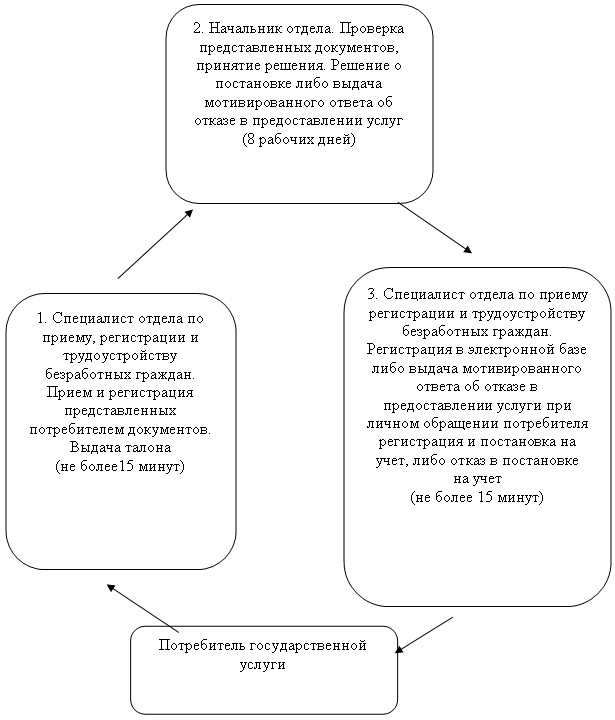 2. Начальник отдела. Проверка
представленных документов,
принятие решения. Решение о
постановке либо выдача
мотивированного ответа об
отказе в предоставлении услуг
(8 рабочих дней)
1. Специалист отдела по
приему, регистрации и
трудоустройству
безработных граждан.
Прием и регистрация
представленных
потребителем документов.
Выдача талона
(не более15 минут)
3. Специалист отдела по приему
регистрации и трудоустройству
безработных граждан.
Регистрация в электронной базе
либо выдача мотивированного
ответа об отказе в
предоставлении услуги при
личном обращении потребителя
регистрация и постановка на
учет, либо отказ в постановке
на учет
(не более 15 минут)
Потребитель государственной
услуги